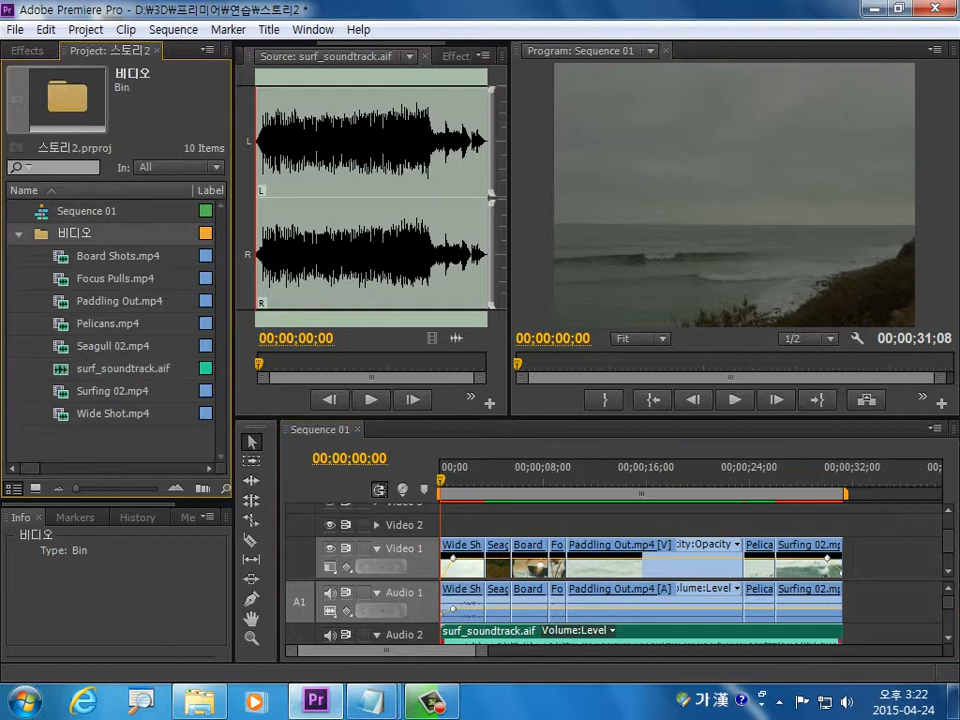 Adobe Premiere Pro - D:\3D\프리미어\연습\스토리2 *
File Edit Project Clip Sequence Marker Title Window Help
Effects
Project: 스토리2
Source: surf_soundtrack.aif
Effect
Program: Sequence 01
비디오
Bin
스토리2.prproj
10 Items
In: All
Name
Label
Sequence 01
비디오
Board Shots.mp4
Focus Pulls.mp4
Paddling Out.mp4
Pelicans.mp4
Seagull 02.mp4
surf_soundtrack.aif
Surfing 02.mp4
Wide Shot.mp4
L
L
R
R
00;00;00;00
00;00;00;00
Fit
1/2
00;00;31;08
Info
Markers
History
Me
비디오
Type: Bin
Sequence 01
00;00;00;00
00;00
00;00;08;00
00;00;16;00
00;00;24;00
00;00;32;00
00;
Video 2
Video 1
Wide Sh
Seag
Board
Fo
Paddling Out.mp4 [V]
city:Opacity
Pelica
Surfing 02.mp
A1
Audio 1
Wide Sh
Seag
Board
Fo
Paddling Out.mp4 [A]
olume:Level
Pelica
Surfing 02.mp
Audio 2
surf_soundtrack.aif Volume:Level
Pr
가 漢
오후 3:22
2015-04-24